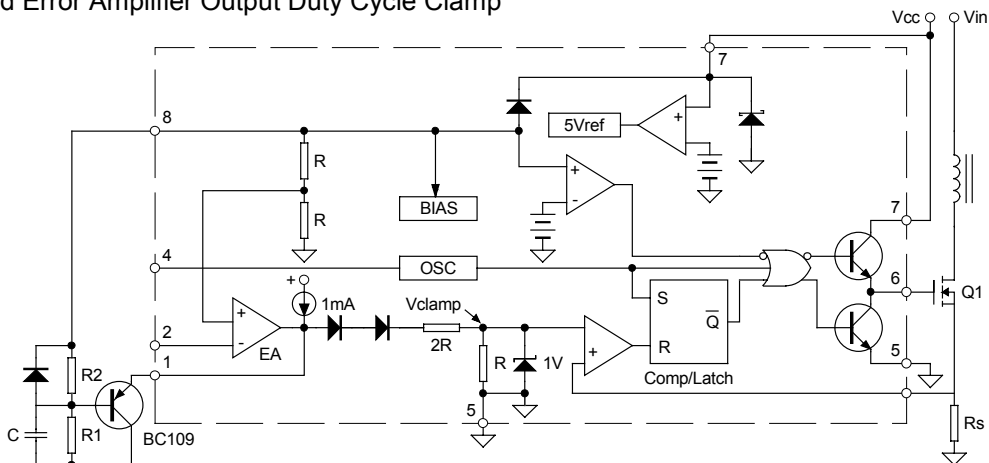 d Error Amplifier Output Duty Cycle Clamp
Vcc Vin
7
8
5Vref
+
R
+
-
BIAS
R
7
4
OSC
+
1mA
Vclamp
S
Q
6
Q1
+
-
EA
2
2R
R
1V
+
R
1
5
Comp/Latch
R2
5
C
R1
BC109
Rs